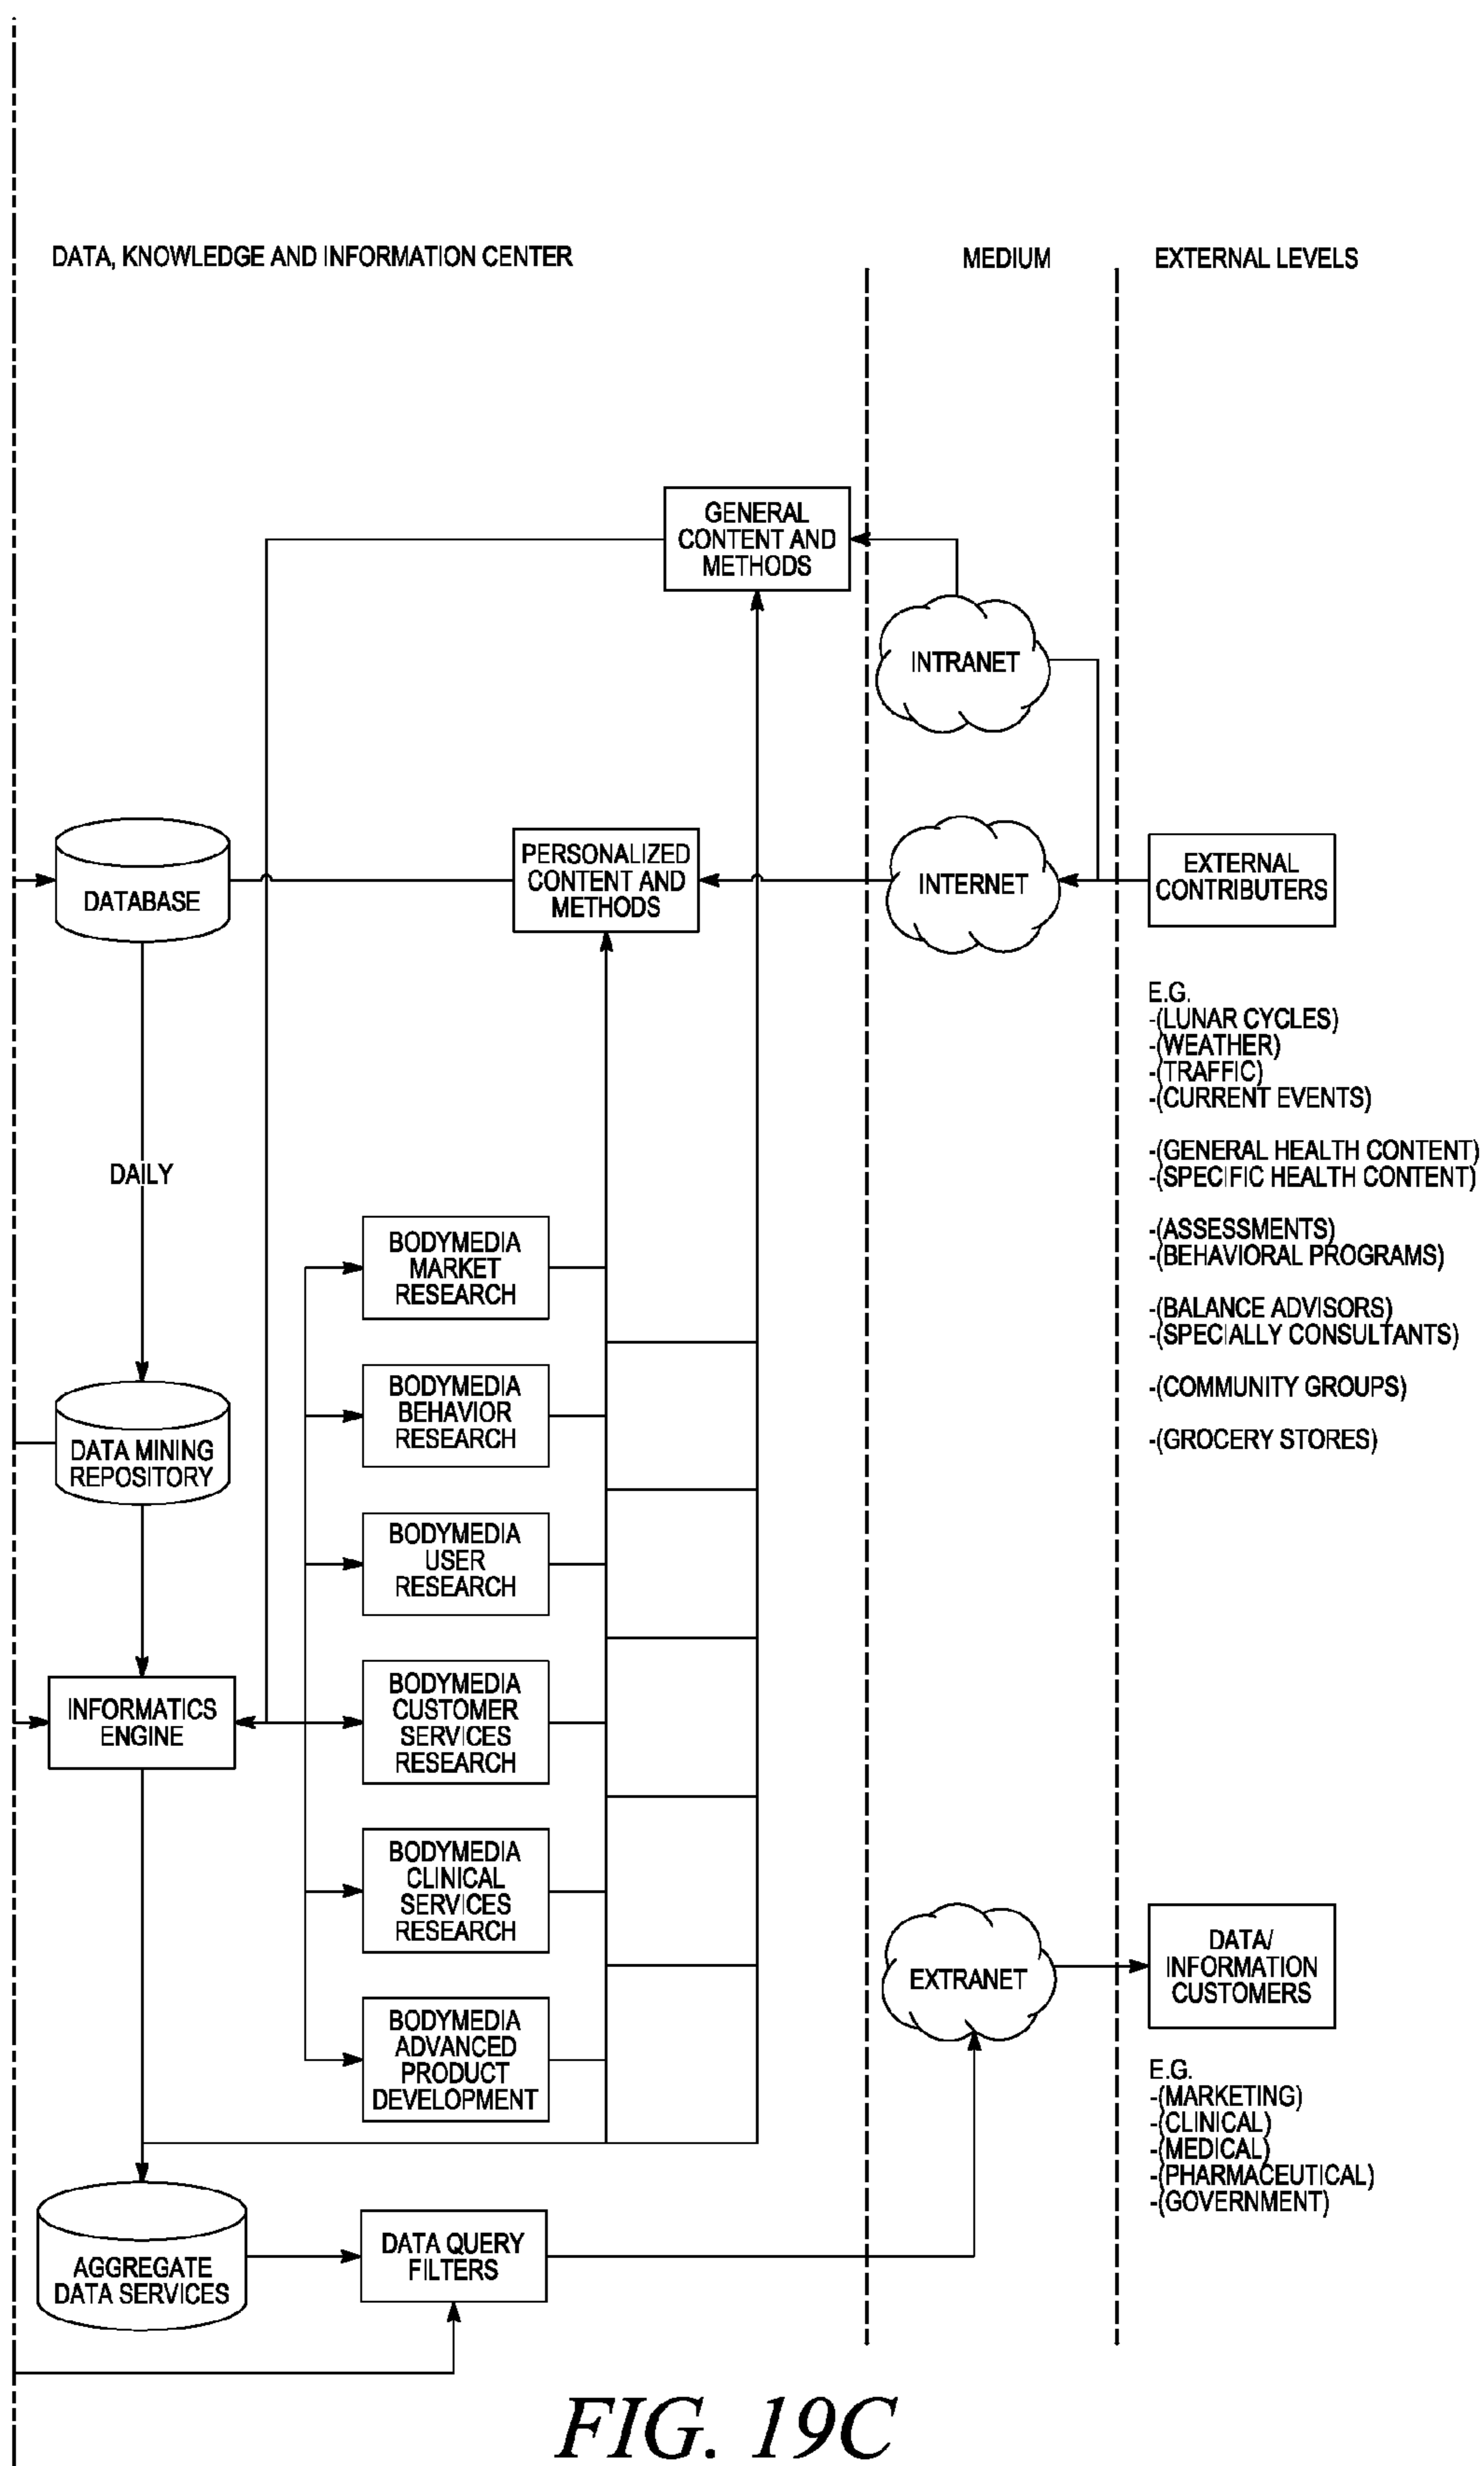 DATA, KNOWLEDGE AND INFORMATION CENTER
MEDIUM
EXTERNAL LEVELS
GENERAL
CONTENT AND
METHODS
INTRANET
DATABASE
PERSONALIZED
CONTENT AND
METHODS
INTERNET
EXTERNAL
CONTRIBUTERS
E.G.
-(LUNAR CYCLES)
-(WEATHER)
-(TRAFFIC)
-(CURRENT EVENTS)
-(GENERAL HEALTH CONTENT)
-(SPECIFIC HEALTH CONTENT)
-(ASSESSMENTS)
-(BEHAVIORAL PROGRAMS)
-(BALANCE ADVISORS)
-(SPECIALLY CONSULTANTS)
-(COMMUNITY GROUPS)
-(GROCERY STORES)
DAILY
BODYMEDIA
MARKET
RESEARCH
BODYMEDIA
BEHAVIOR
RESEARCH
DATA MINING
REPOSITORY
BODYMEDIA
USER
RESEARCH
INFORMATICS
ENGINE
BODYMEDIA
CUSTOMER
SERVICES
RESEARCH
BODYMEDIA
CLINICAL
SERVICES
RESEARCH
EXTRANET
DATA/
INFORMATION
CUSTOMERS
BODYMEDIA
ADVANCED
PRODUCT
DEVELOPMENT
E.G.
-(MARKETING)
-(CLINICAL)
-(MEDICAL)
-(PHARMACEUTICAL)
-(GOVERNMENT)
AGGREGATE
DATA SERVICES
DATA QUERY
FILTERS
FIG. 19C